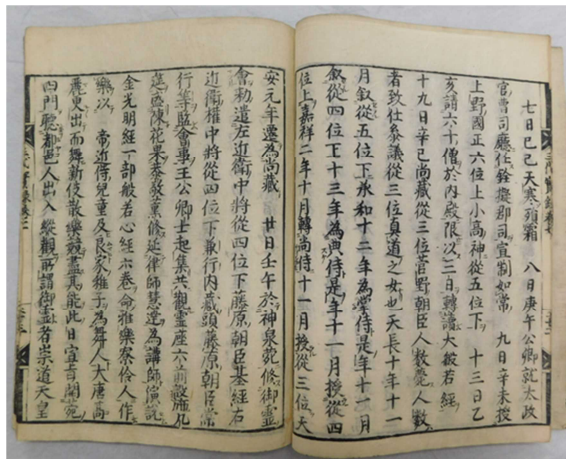 七日己巳天寒殞霜　八日庚午公卿就太政
官曹司廳任銓擬郡司宣制如常　九日辛未授
上野國正六位上小高神從五位下　十三日乙
亥請六十僧於内殿限以三日轉讀大般若經
十九日辛巳尚藏從三位菅野朝臣人數薨人數
者致仕參議從三位眞道之女也天長十年十一
月叙從五位下承和十二年為掌侍是年十一月
叙從四位下十三年為典侍是年十一月授從四
位上嘉祥二年十月轉尚侍十一月授從三位天
安元年遷為尚藏　廿日壬午於神泉苑修御靈
會勅遣左近衛中將從四位下藤原朝臣基經右
近衛權中將從四位下兼行内藏頭藤原朝臣常
行等監會事王公卿士赴集共觀靈座六前設施几
筵盛陳花果恭敬薫修延律師慧達為講師演説
金光明經一部般若心經六卷命雅樂寮伶人作
樂以　帝近侍兒童及良家稚子為舞人大唐高
麗更出而舞雜伎散樂競盡其能此日宣旨開苑
四門聽都邑人出入縱觀所謂御靈者崇道天皇